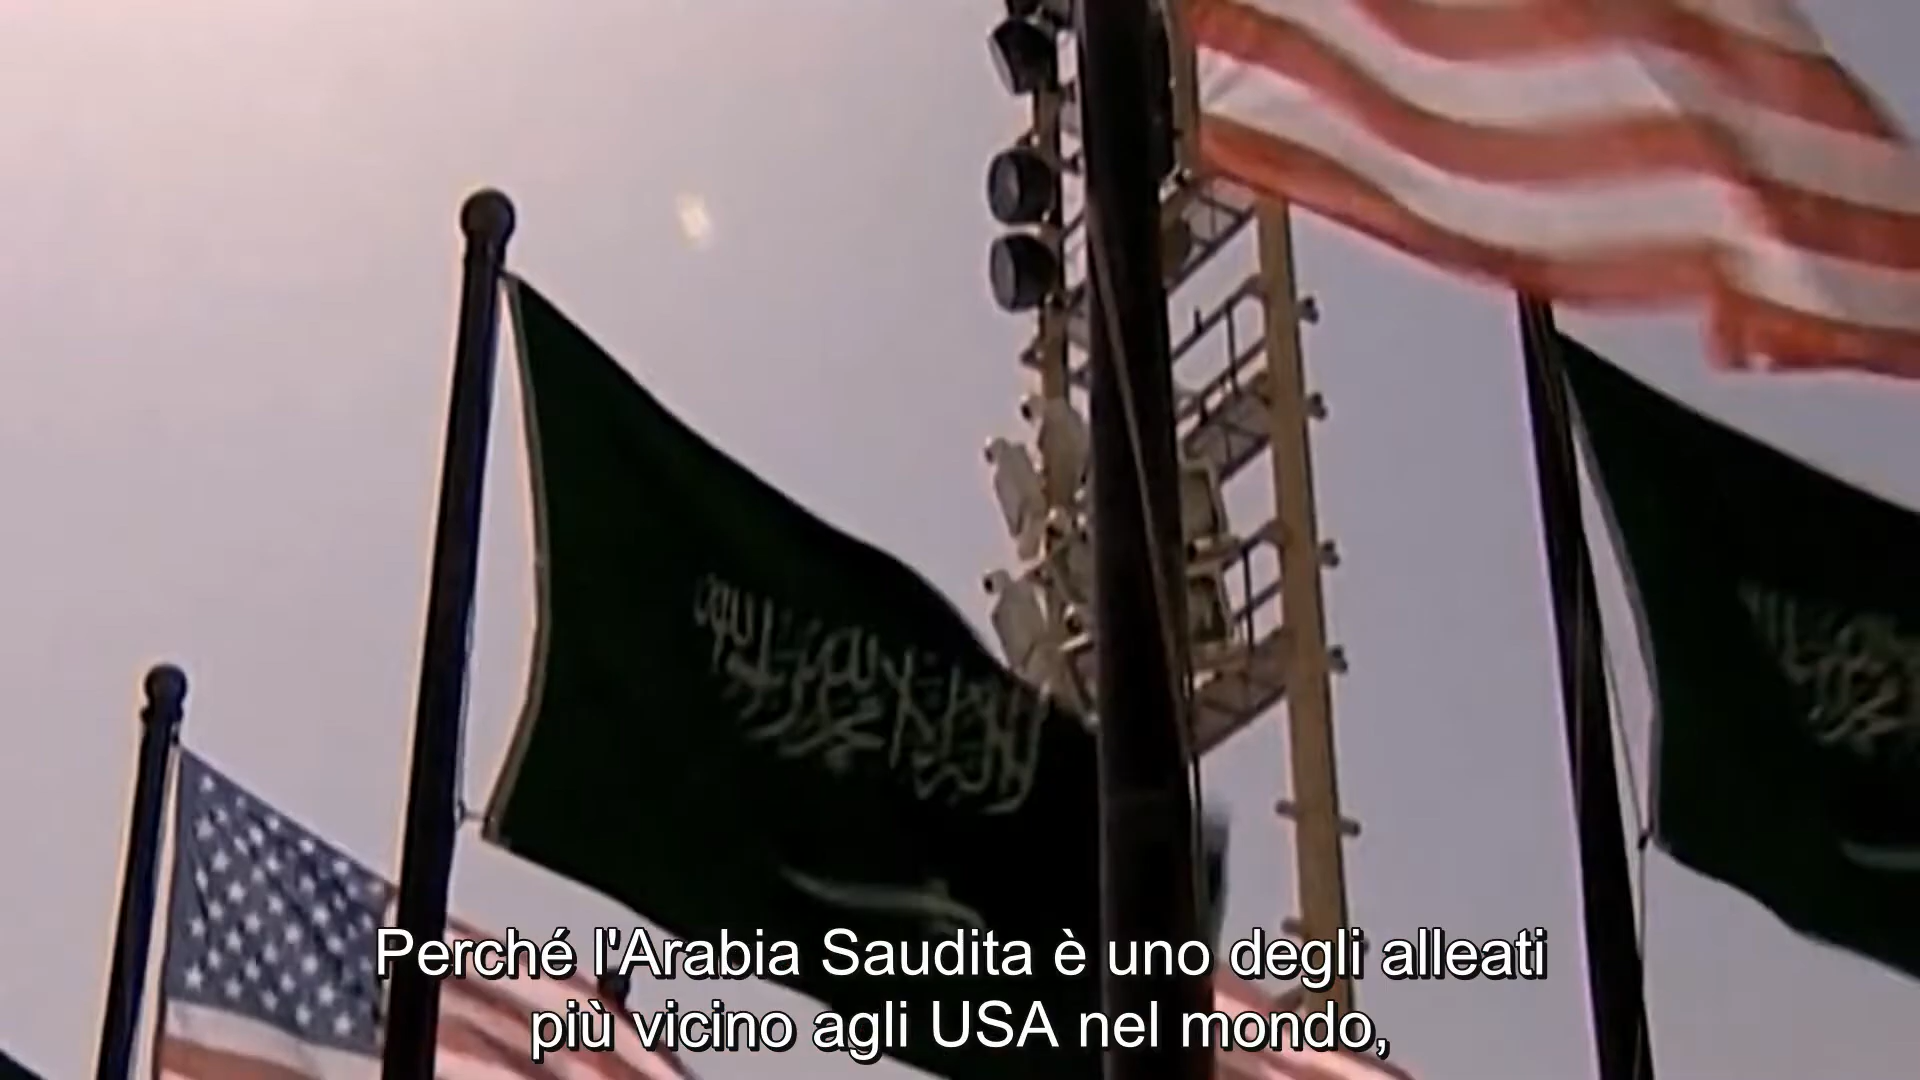 Perché l'Arabia Saudita è uno degli alleati
più vicino agli USA nel mondo,